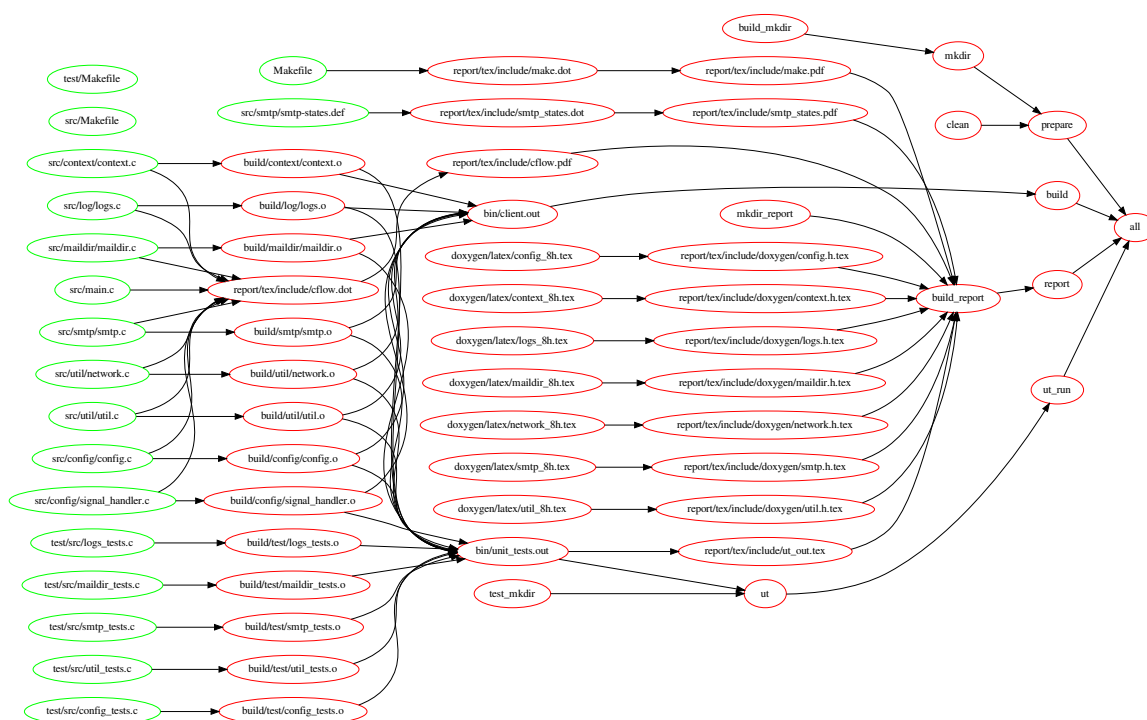 build_mkdir
mkdir
test/Makefile
Makefile
report/tex/include/make.dot
report/tex/include/make.pdf
src/Makefile
src/smtp/smtp-states.def
report/tex/include/smtp_states.dot
report/tex/include/smtp_states.pdf
clean
prepare
src/context/context.c
build/context/context.o
report/tex/include/cflow.pdf
build
src/log/logs.c
build/log/logs.o
bin/client.out
mkdir_report
all
src/maildir/maildir.c
build/maildir/maildir.o
doxygen/latex/config_8h.tex
report/tex/include/doxygen/config.h.tex
report
src/main.c
report/tex/include/cflow.dot
doxygen/latex/context_8h.tex
report/tex/include/doxygen/context.h.tex
build_report
src/smtp/smtp.c
build/smtp/smtp.o
doxygen/latex/logs_8h.tex
report/tex/include/doxygen/logs.h.tex
src/util/network.c
build/util/network.o
doxygen/latex/maildir_8h.tex
report/tex/include/doxygen/maildir.h.tex
ut_run
src/util/util.c
build/util/util.o
doxygen/latex/network_8h.tex
report/tex/include/doxygen/network.h.tex
src/config/config.c
build/config/config.o
doxygen/latex/smtp_8h.tex
report/tex/include/doxygen/smtp.h.tex
src/config/signal_handler.c
build/config/signal_handler.o
doxygen/latex/util_8h.tex
report/tex/include/doxygen/util.h.tex
test/src/logs_tests.c
build/test/logs_tests.o
bin/unit_tests.out
report/tex/include/ut_out.tex
test/src/maildir_tests.c
build/test/maildir_tests.o
test_mkdir
ut
test/src/smtp_tests.c
build/test/smtp_tests.o
test/src/util_tests.c
build/test/util_tests.o
test/src/config_tests.c
build/test/config_tests.o